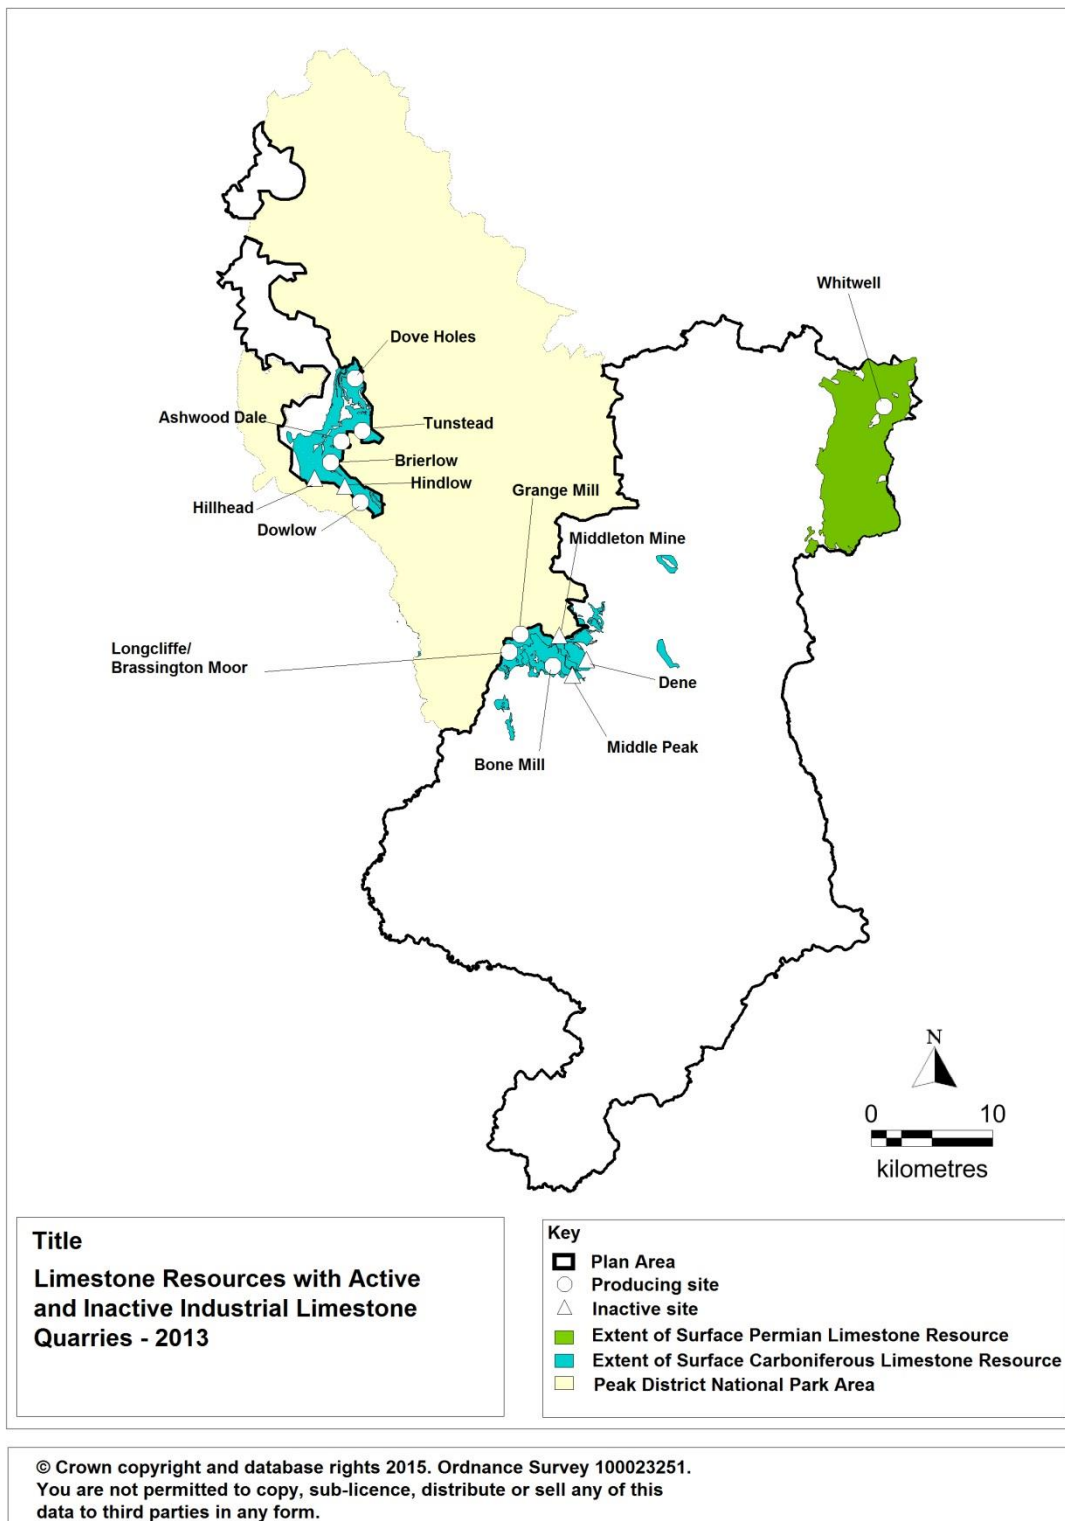 Whitwell
Dove Holes
Ashwood Dale
Tunstead
Brierlow
Hindlow
Grange Mill
Hillhead
Dowlow
Middleton Mine
Longcliffe/
Brassington Moor
Dene
Middle Peak
Bone Mill
N
0 10
kilometres
Title
Limestone Resources with Active
and Inactive Industrial Limestone
Quarries - 2013
Key
Plan Area
Producing site
Inactive site
Extent of Surface Permian Limestone Resource
Extent of Surface Carboniferous Limestone Resource
Peak District National Park Area
© Crown copyright and database rights 2015. Ordnance Survey 100023251.
You are not permitted to copy, sub-licence, distribute or sell any of this
data to third parties in any form.